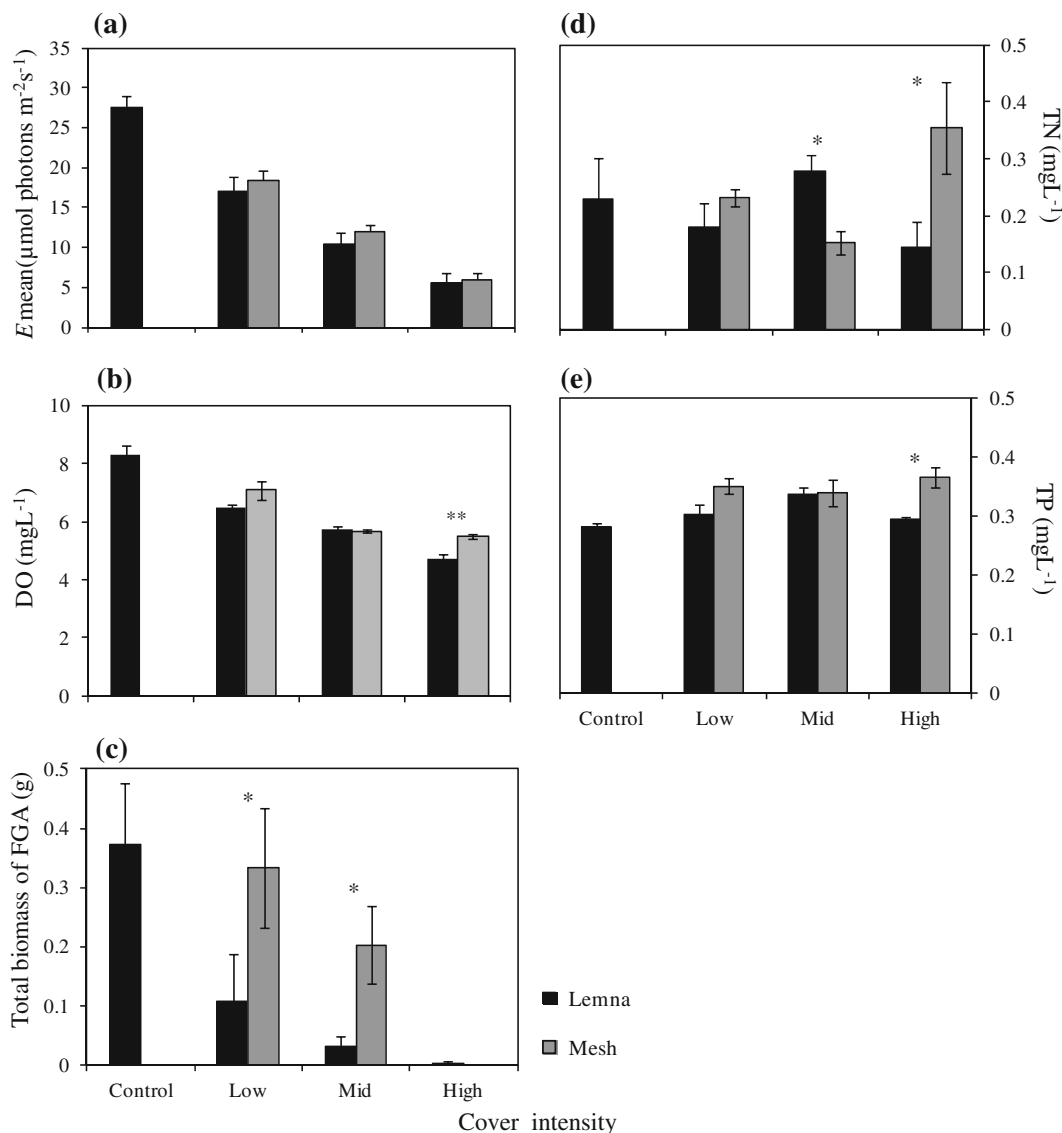 (a)
35
30
25
20
15
10
5
0
Emean(µmol photons m⁻²s⁻¹)
(d)
0.5
0.4
0.3
0.2
0.1
0
TN (mgL⁻¹)
*
*
(b)
10
8
6
4
2
0
DO (mgL⁻¹)
**
(e)
0.5
0.4
0.3
0.2
0.1
0
TP (mgL⁻¹)
*
Control Low Mid High
(c)
0.5
0.4
0.3
0.2
0.1
0
Total biomass of FGA (g)
*
*
Control Low Mid High
Cover intensity
Lemna
Mesh